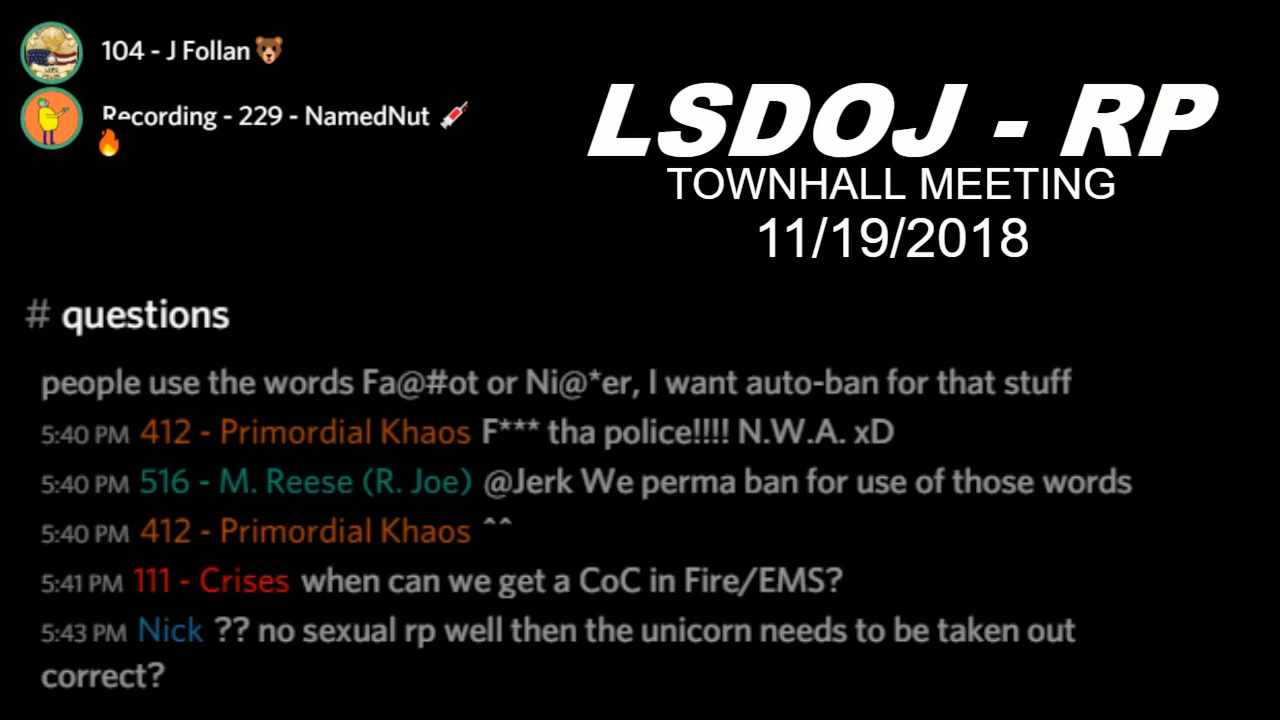 104 - J Follan🐻
Recording - 229 - NamedNut 💉
🔥
LSDOJ - RP
TOWNHALL MEETING
11/19/2018
# questions
people use the words Fa@#ot or Ni@*er, I want auto-ban for that stuff
5:40 PM 412 - Primordial Khaos F*** tha police!!!! N.W.A. xD
5:40 PM 516 - M. Reese (R. Joe) @Jerk We perma ban for use of those words
5:40 PM 412 - Primordial Khaos ^^
5:41 PM 111 - Crises when can we get a CoC in Fire/EMS?
5:43 PM Nick ?? no sexual rp well then the unicorn needs to be taken out
correct?